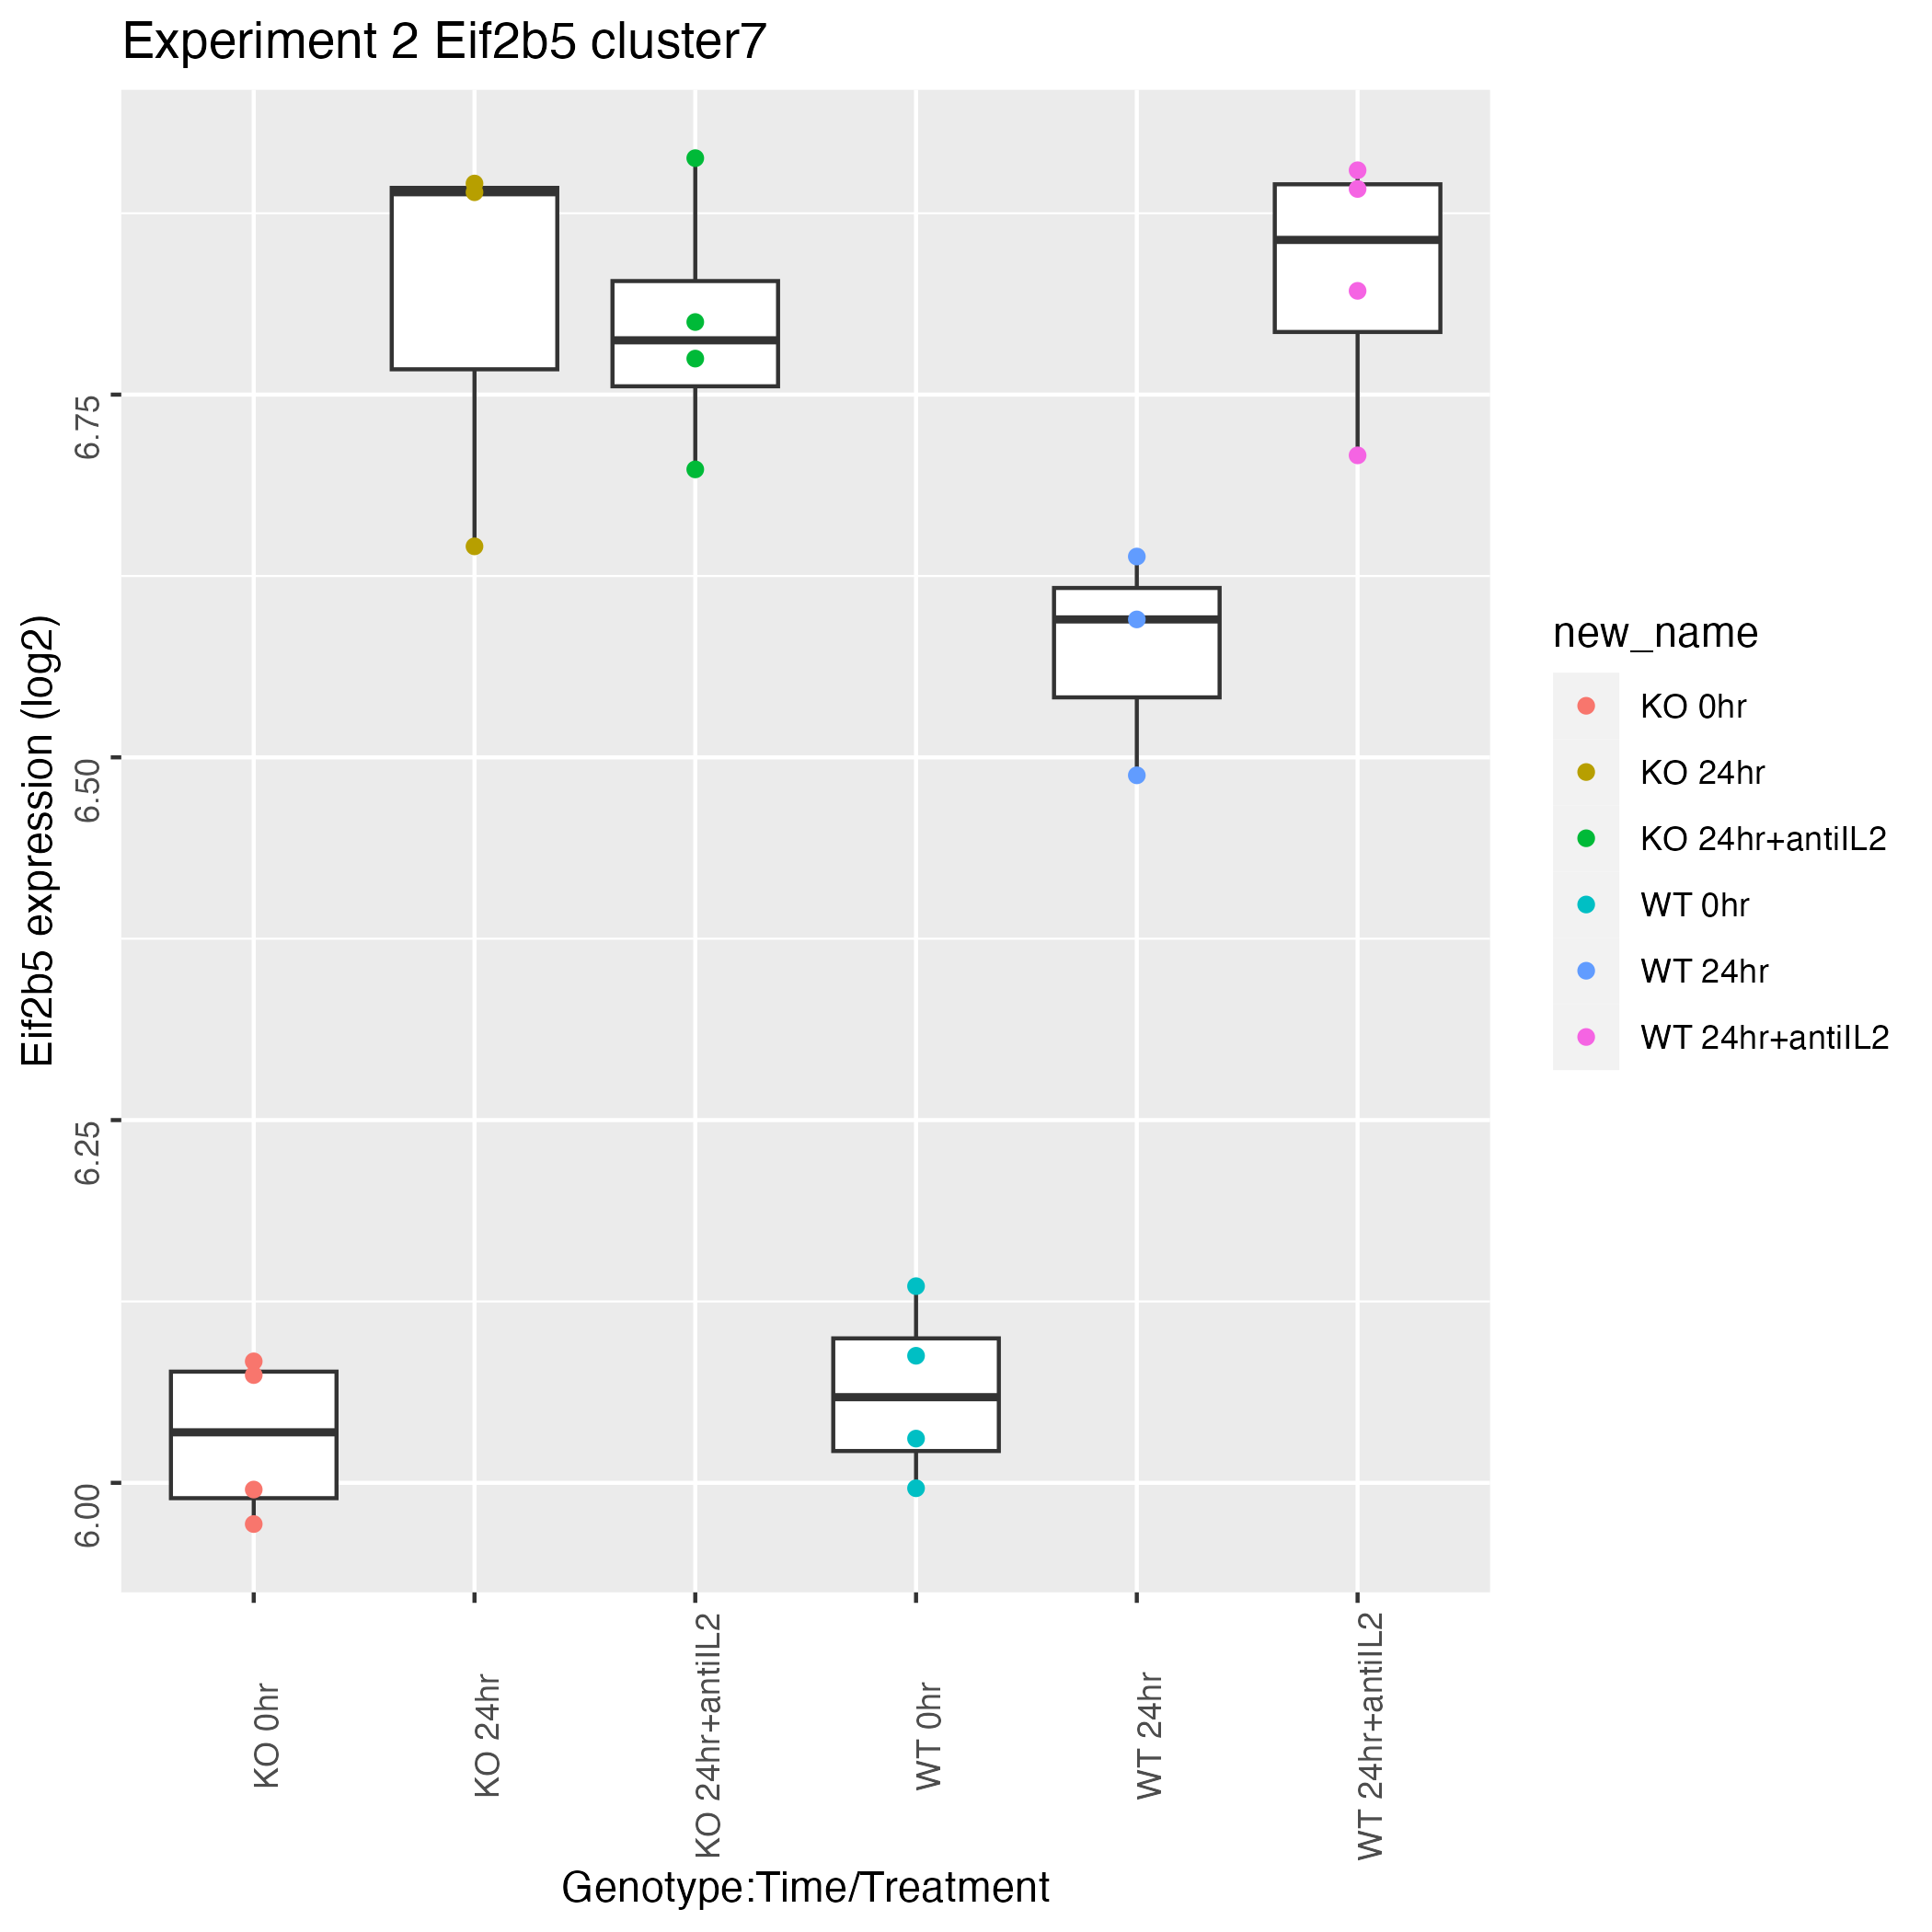 Experiment 2 Eif2b5 cluster7
Eif2b5 expression (log2)
6.75
6.50
6.25
6.00
KO 0hr
KO 24hr
KO 24hr+antiIL2
WT 0hr
WT 24hr
WT 24hr+antiIL2
Genotype:Time/Treatment
new_name
KO 0hr
KO 24hr
KO 24hr+antiIL2
WT 0hr
WT 24hr
WT 24hr+antiIL2